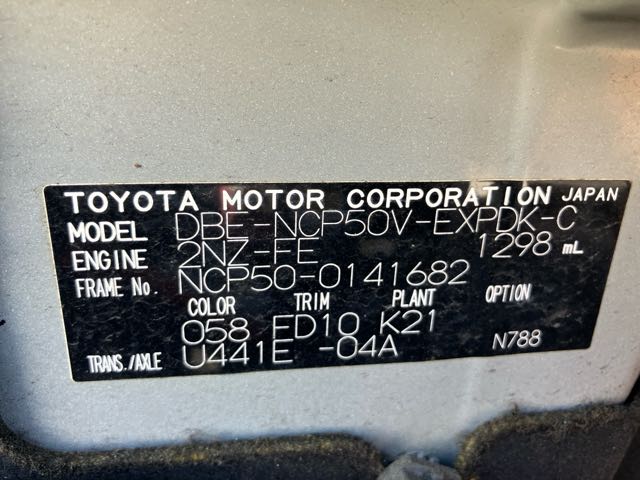 TOYOTA MOTOR CORPORATION JAPAN
MODEL DBE-NCP50V-EXPDK-C
ENGINE 2NZ-FE 1298 mL
FRAME No. NCP50-0141682
COLOR TRIM PLANT OPTION
058 FD10 K21
TRANS./AXLE U441E -04A N788